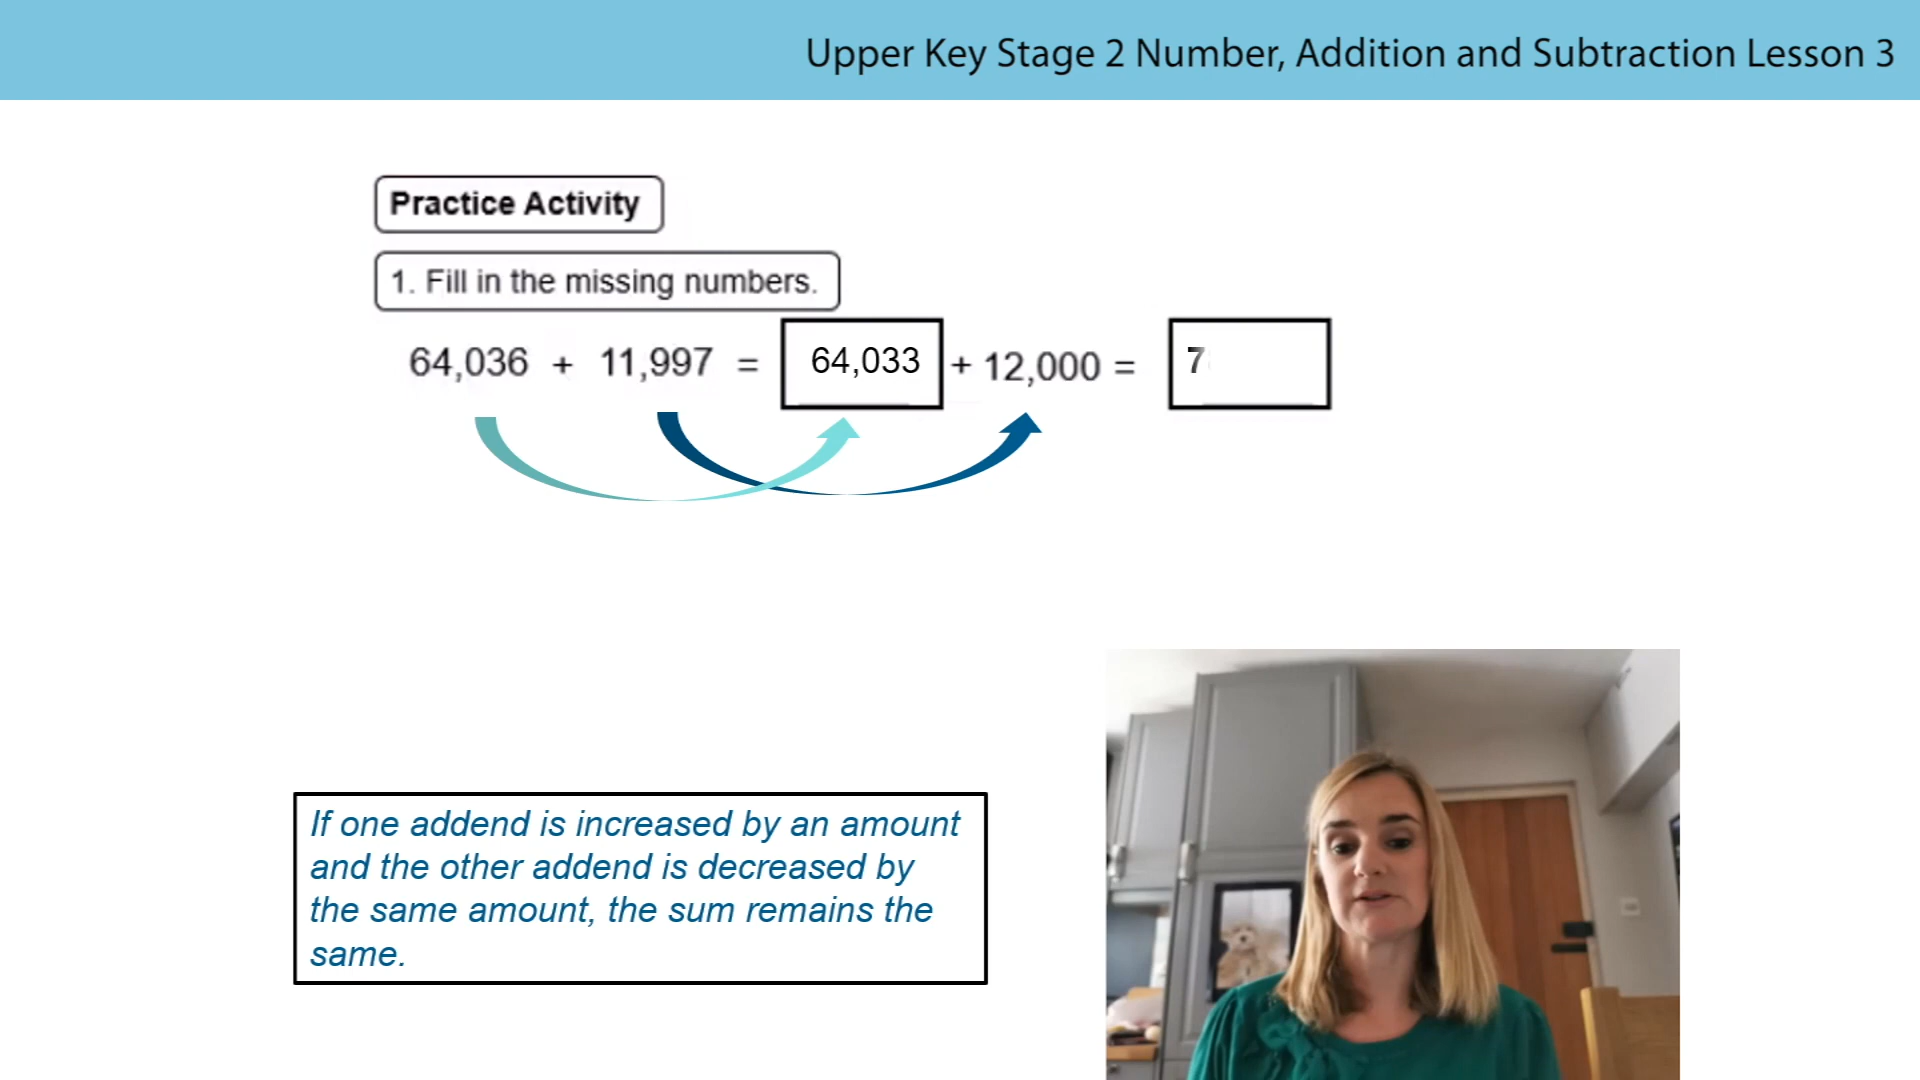 Upper Key Stage 2 Number, Addition and Subtraction Lesson 3
Practice Activity
1. Fill in the missing numbers.
64,036 + 11,997 = 64,033 + 12,000 = 7
If one addend is increased by an amount
and the other addend is decreased by
the same amount, the sum remains the
same.